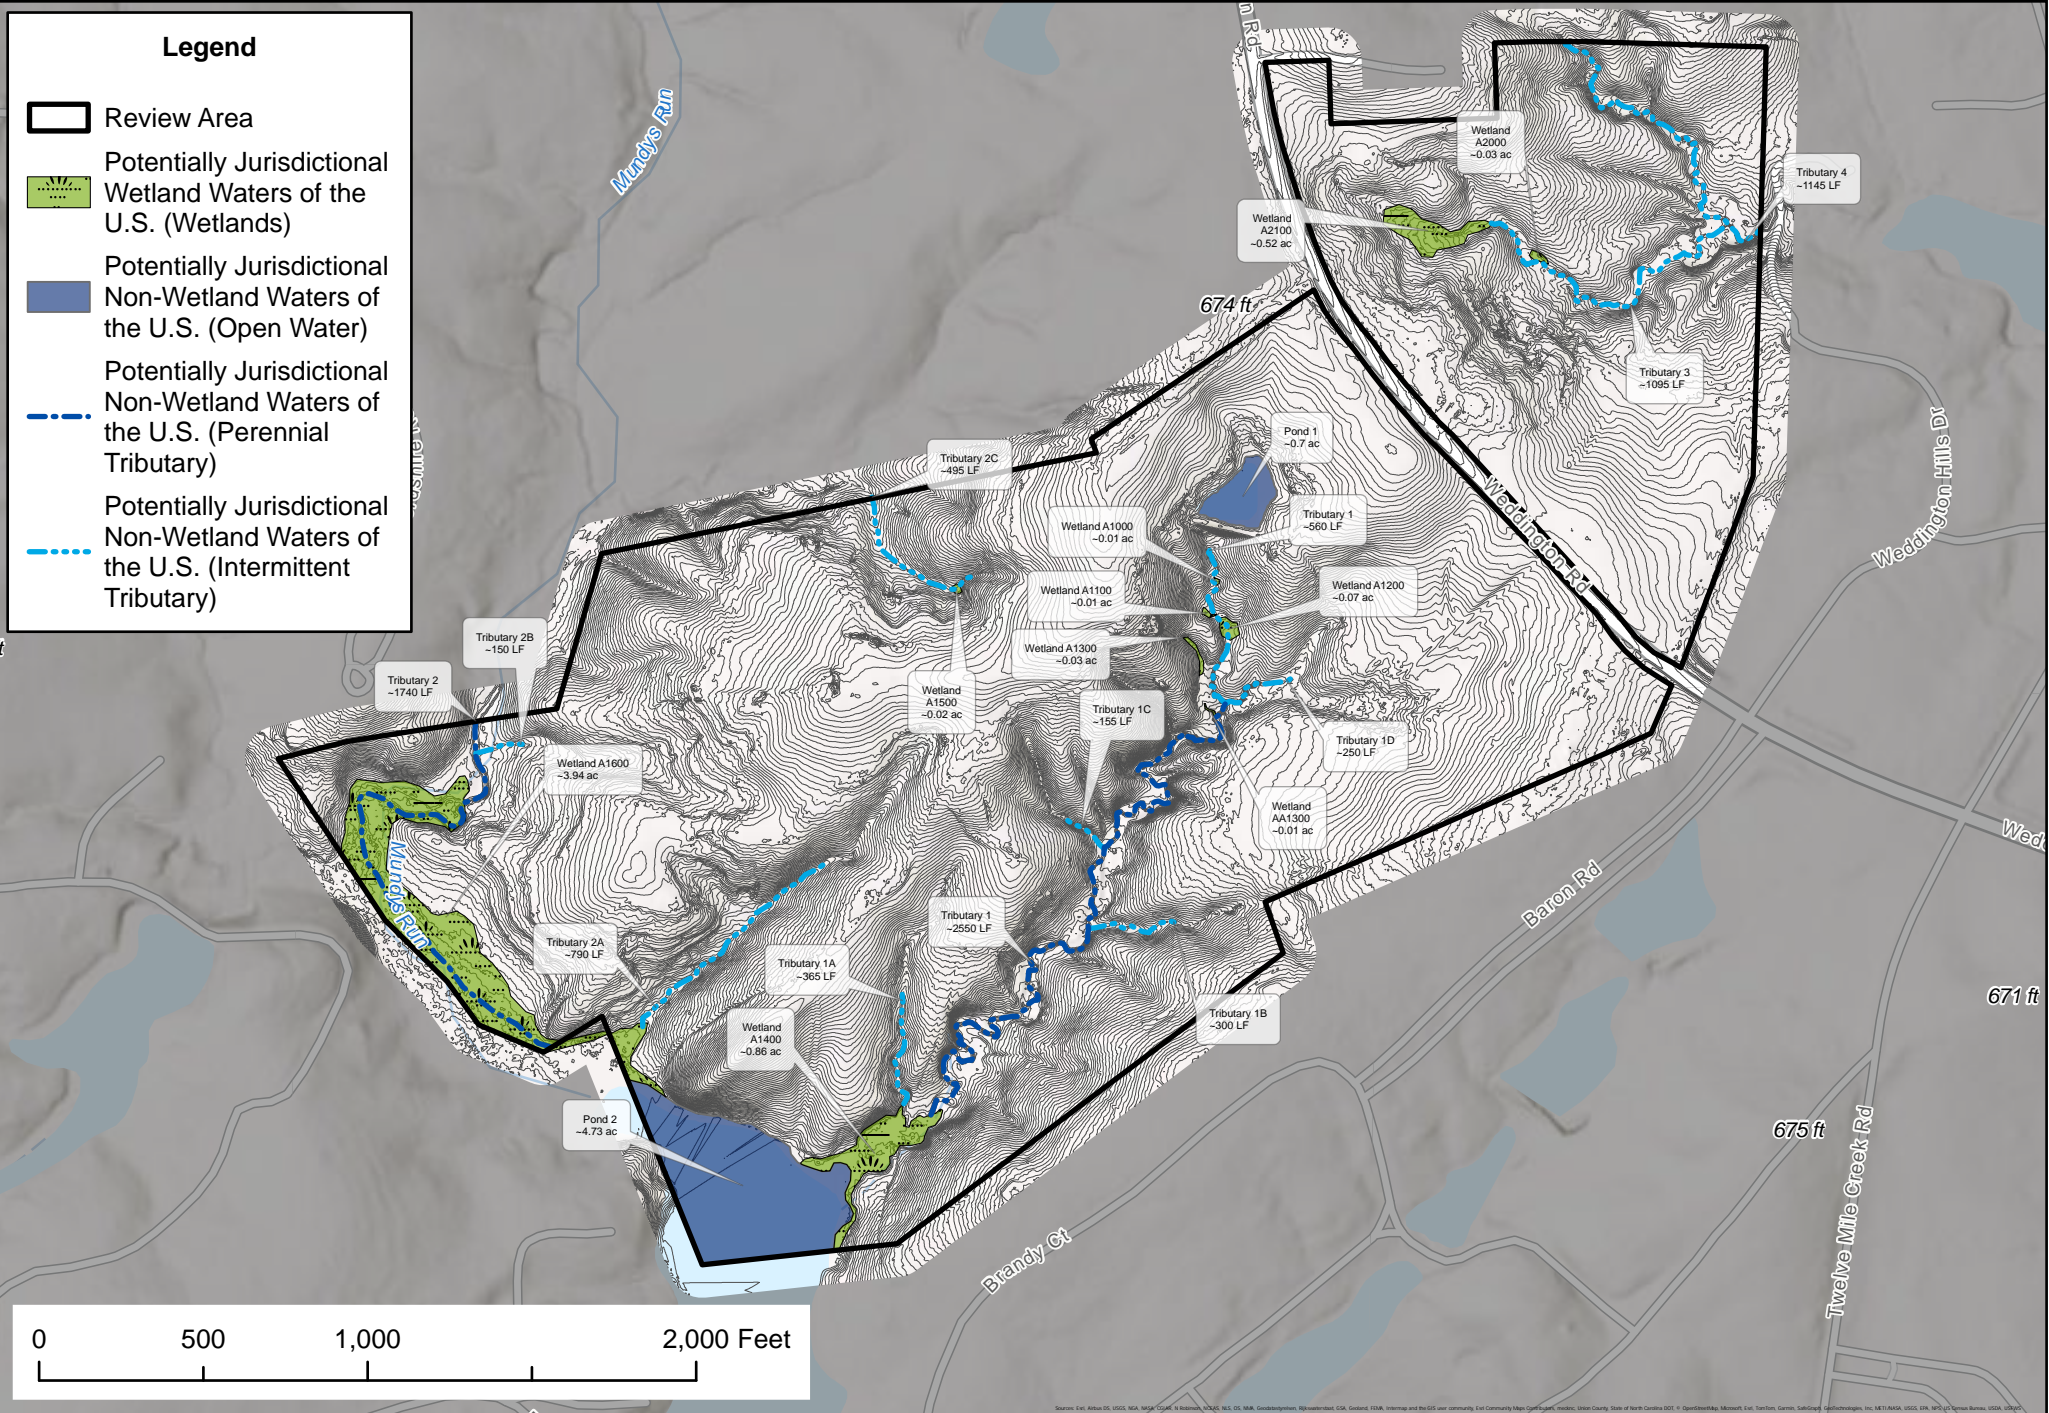 Legend
Review Area
Potentially Jurisdictional
Wetland Waters of the
U.S. (Wetlands)
Potentially Jurisdictional
Non-Wetland Waters of
the U.S. (Open Water)
Potentially Jurisdictional
Non-Wetland Waters of
the U.S. (Perennial
Tributary)
Potentially Jurisdictional
Non-Wetland Waters of
the U.S. (Intermittent
Tributary)
Mundys Run
n Rd
Wetland
A2000
~0.03 ac
Tributary 4
~1145 LF
Wetland
A2100
~0.52 ac
674 ft
Tributary 3
~1095 LF
Pond 1
~0.7 ac
Tributary 2C
~495 LF
Weddington Hills Dr
Weddington Rd
Tributary 1
~560 LF
Wetland A1000
~0.01 ac
Wetland A1100
~0.01 ac
Wetland A1200
~0.07 ac
Wetland A1300
~0.03 ac
Tributary 2B
~150 LF
Tributary 2
~1740 LF
Wetland
A1500
~0.02 ac
Tributary 1C
~155 LF
Tributary 1D
~250 LF
Wetland A1600
~3.94 ac
Wetland
AA1300
~0.01 ac
Wedd
Mundys Run
Baron Rd
Tributary 1
~2550 LF
Tributary 2A
~790 LF
Tributary 1A
~365 LF
671 ft
Tributary 1B
~300 LF
Wetland
A1400
~0.86 ac
Pond 2
~4.73 ac
675 ft
Twelve Mile Creek Rd
Brandy Ct
0 500 1,000 2,000 Feet